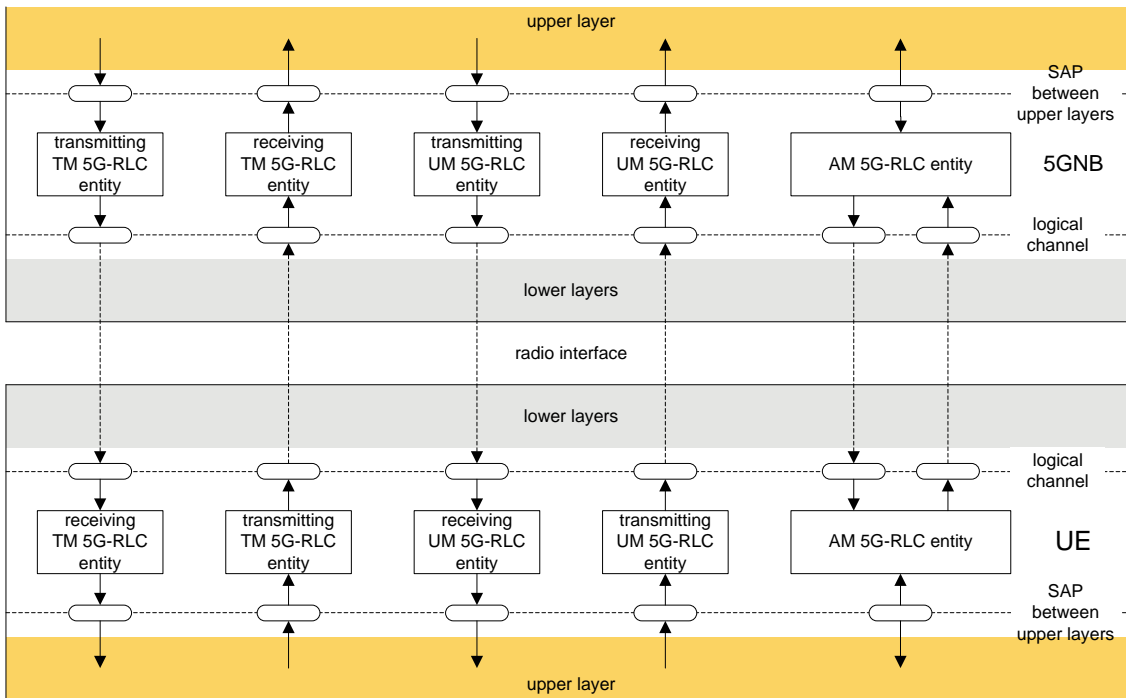 upper layer
SAP
between
upper layers
transmitting
TM 5G-RLC
entity
receiving
TM 5G-RLC
entity
transmitting
UM 5G-RLC
entity
receiving
UM 5G-RLC
entity
AM 5G-RLC entity
5GNB
logical
channel
lower layers
radio interface
lower layers
logical
channel
receiving
TM 5G-RLC
entity
transmitting
TM 5G-RLC
entity
receiving
UM 5G-RLC
entity
transmitting
UM 5G-RLC
entity
AM 5G-RLC entity
UE
SAP
between
upper layers
upper layer